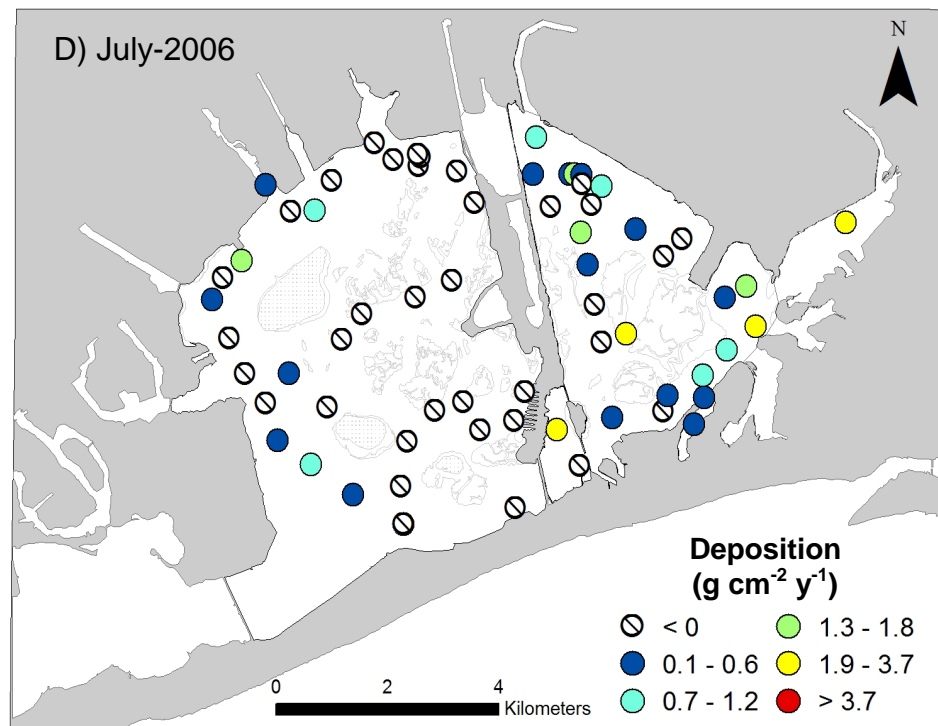 D) July-2006
N
Deposition
(g cm⁻² y⁻¹)
< 0
1.3 - 1.8
0.1 - 0.6
1.9 - 3.7
0.7 - 1.2
> 3.7
0 2 4
Kilometers